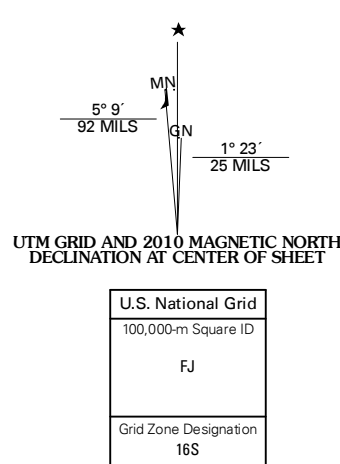 ★
MN
GN
5° 9´
92 MILS
1° 23´
25 MILS
UTM GRID AND 2010 MAGNETIC NORTH
DECLINATION AT CENTER OF SHEET
U.S. National Grid
100,000-m Square ID
FJ
Grid Zone Designation
16S